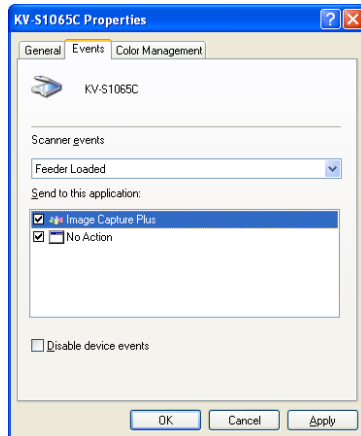 KV-S1065C Properties
General Events Color Management
KV-S1065C
Scanner events
Feeder Loaded
Send to this application:
Image Capture Plus
No Action
Disable device events
OK Cancel Apply